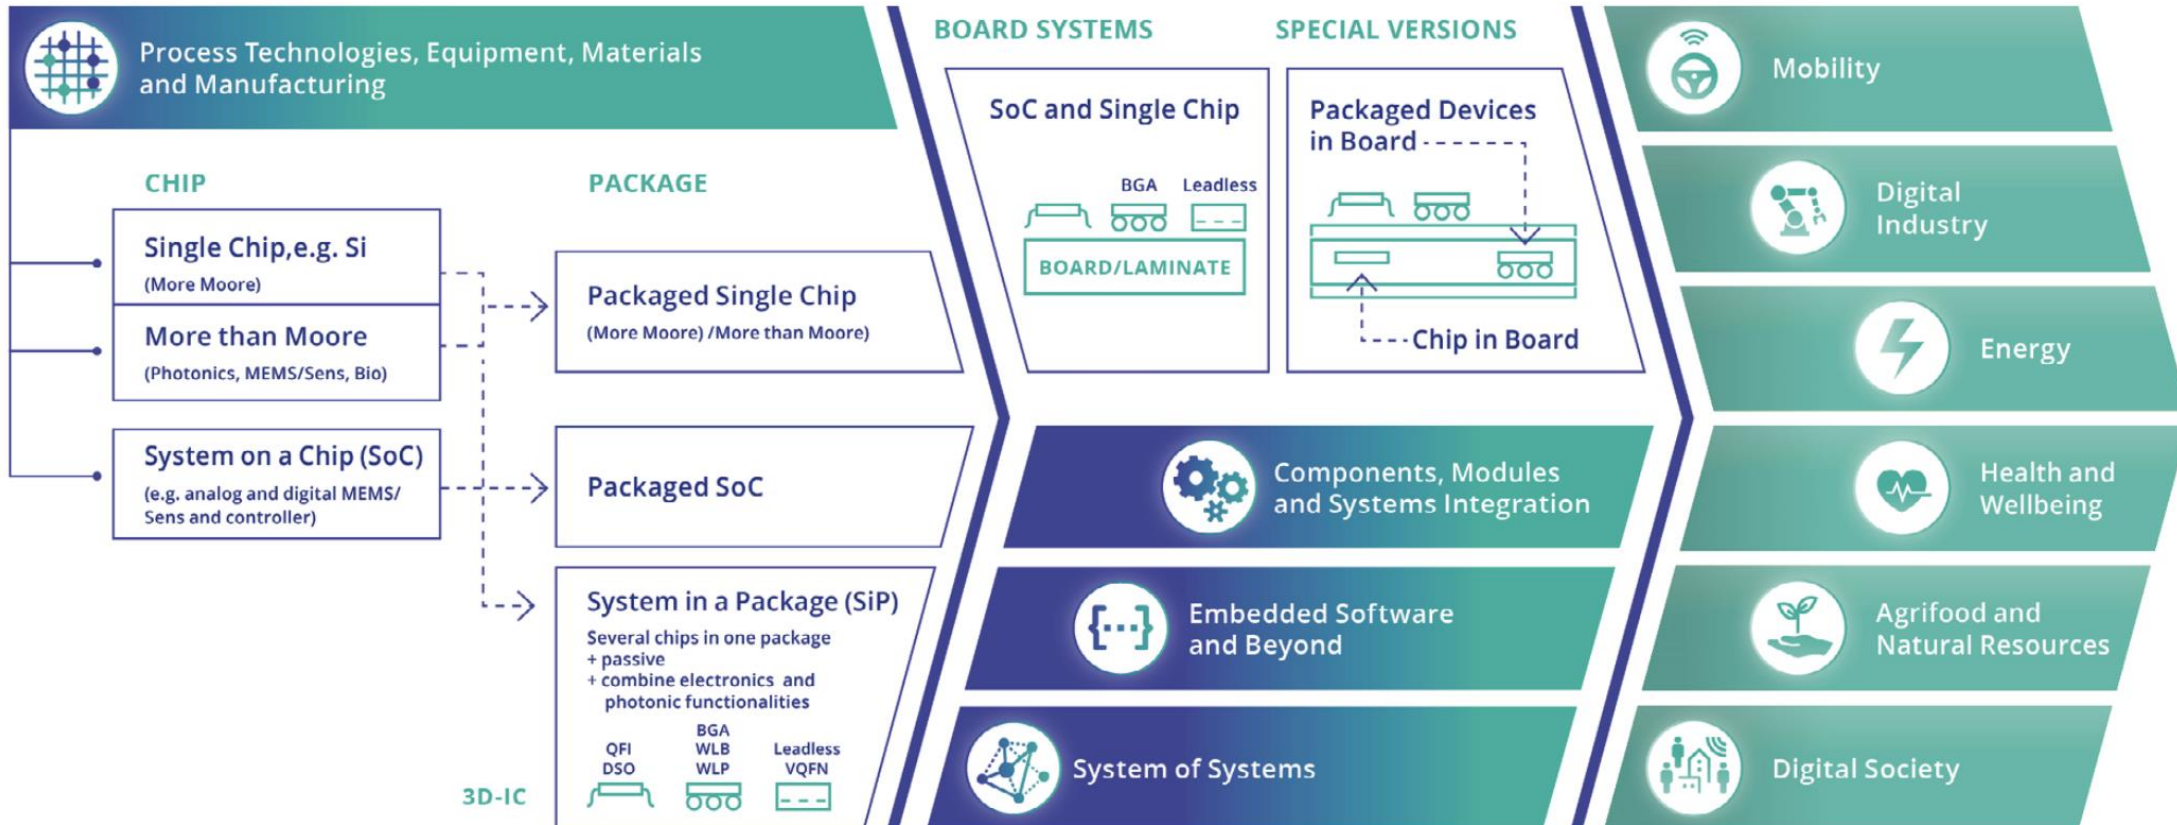 Process Technologies, Equipment, Materials
and Manufacturing
CHIP
Single Chip,e.g. Si
(More Moore)
More than Moore
(Photonics, MEMS/Sens, Bio)
System on a Chip (SoC)
(e.g. analog and digital MEMS/
Sens and controller)
PACKAGE
Packaged Single Chip
(More Moore) /More than Moore)
Packaged SoC
System in a Package (SiP)
Several chips in one package
+ passive
+ combine electronics and
photonic functionalities
QFI
DSO
BGA
WLB
WLP
Leadless
VQFN
3D-IC
BOARD SYSTEMS
SoC and Single Chip
BGA
Leadless
BOARD/LAMINATE
SPECIAL VERSIONS
Packaged Devices
in Board
Chip in Board
Components, Modules
and Systems Integration
Embedded Software
and Beyond
System of Systems
Mobility
Digital
Industry
Energy
Health and
Wellbeing
Agrifood and
Natural Resources
Digital Society